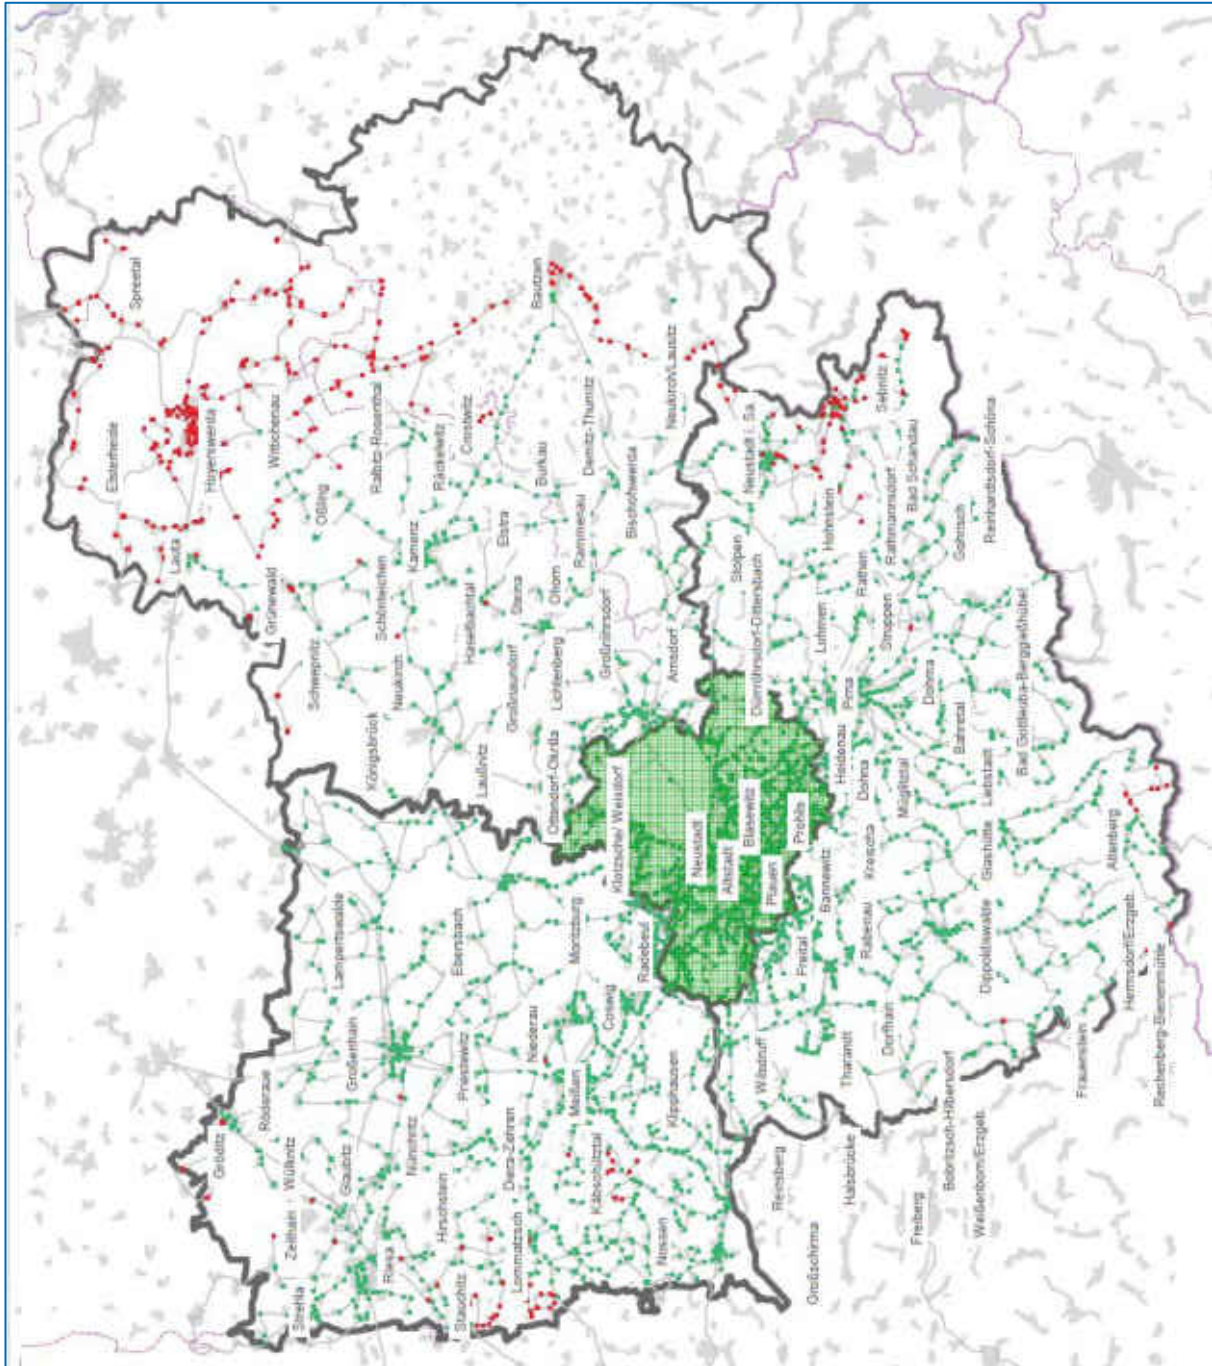 Spreetal
Elsterheide
Hoyerswerda
Lauta
Wittichenau
Grünewald
Oßling
Ralbitz-Rosenthal
Schwepnitz
Schönteichen
Kamenz
Räckelwitz
Crostwitz
Bautzen
Königsbrück
Neukirch
Haselbachtal
Elstra
Burkau
Laußnitz
Großnaundorf
Steina
Ohorn
Rammenau
Demitz-Thumitz
Ottendorf-Okrilla
Lichtenberg
Großröhrsdorf
Bischofwerda
Neukirch/Lausitz
Arnsdorf
Klotzsche/ Weixdorf
Neustadt
Altstadt
Blasewitz
Plauen
Prohlis
Gröditz
Röderaue
Wülknitz
Zeithain
Strehla
Glaubitz
Großenhain
Lampertswalde
Riesa
Nünchritz
Hirschstein
Stauchitz
Priestewitz
Ebersbach
Diera-Zehren
Lommatzsch
Niederau
Moritzburg
Meißen
Coswig
Radebeul
Käbschütztal
Klipphausen
Nossen
Neustadt i. Sa.
Stolpen
Dürrröhrsdorf-Dittersbach
Hohnstein
Sebnitz
Lohmen
Rathen
Rathmannsdorf
Bad Schandau
Pirna
Struppen
Gohrisch
Reinhardtsdorf-Schöna
Heidenau
Dohna
Dohma
Müglitztal
Bahretal
Bad Gottleuba-Berggießhübel
Liebstadt
Bannewitz
Kreischa
Freital
Rabenau
Glashütte
Altenberg
Dippoldiswalde
Wilsdruff
Tharandt
Dorfhain
Hermsdorf/Erzgeb.
Rechenberg-Bienenmühle
Frauenstein
Bobritzsch-Hilbersdorf
Weißenborn/Erzgeb.
Reinsberg
Halsbrücke
Freiberg
Großschirma